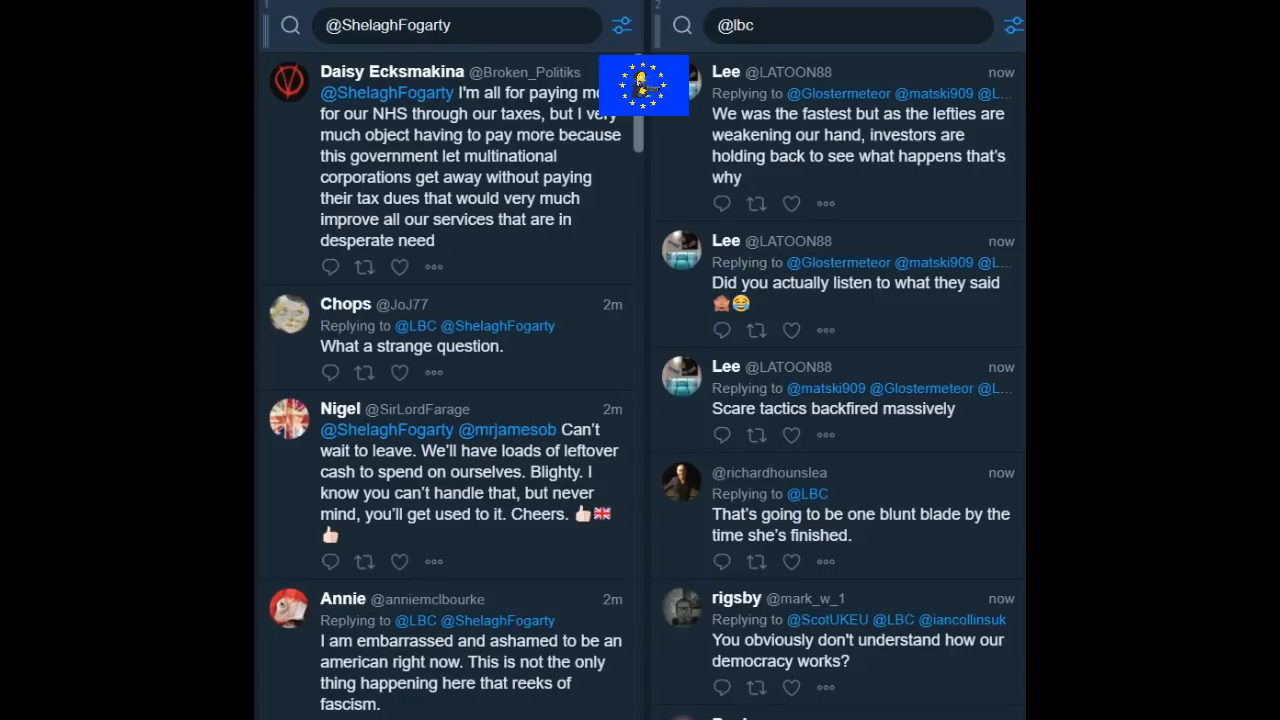 1
@ShelaghFogarty
Daisy Ecksmakina @Broken_Politiks
@ShelaghFogarty I'm all for paying
for our NHS through our taxes, but I very
much object having to pay more because
this government let multinational
corporations get away without paying
their tax dues that would very much
improve all our services that are in
desperate need
Chops @JoJ77 2m
Replying to @LBC @ShelaghFogarty
What a strange question.
Nigel @SirLordFarage 2m
@ShelaghFogarty @mrjamesob Can't
wait to leave. We'll have loads of leftover
cash to spend on ourselves. Blighty. I
know you can't handle that, but never
mind, you'll get used to it. Cheers. 👍🏻🇬🇧
👍🏻
Annie @anniemclbourke 2m
Replying to @LBC @ShelaghFogarty
I am embarrassed and ashamed to be an
american right now. This is not the only
thing happening here that reeks of
fascism.
2
@lbc
Lee @LATOON88 now
Replying to @Glostermeteor @matski909 @L...
We was the fastest but as the lefties are
weakening our hand, investors are
holding back to see what happens that's
why
Lee @LATOON88 now
Replying to @Glostermeteor @matski909 @L...
Did you actually listen to what they said
🙈😂
Lee @LATOON88 now
Replying to @matski909 @Glostermeteor @L...
Scare tactics backfired massively
@richardhounslea now
Replying to @LBC
That's going to be one blunt blade by the
time she's finished.
rigsby @mark_w_1 now
Replying to @ScotUKEU @LBC @iancollinsuk
You obviously don't understand how our
democracy works?